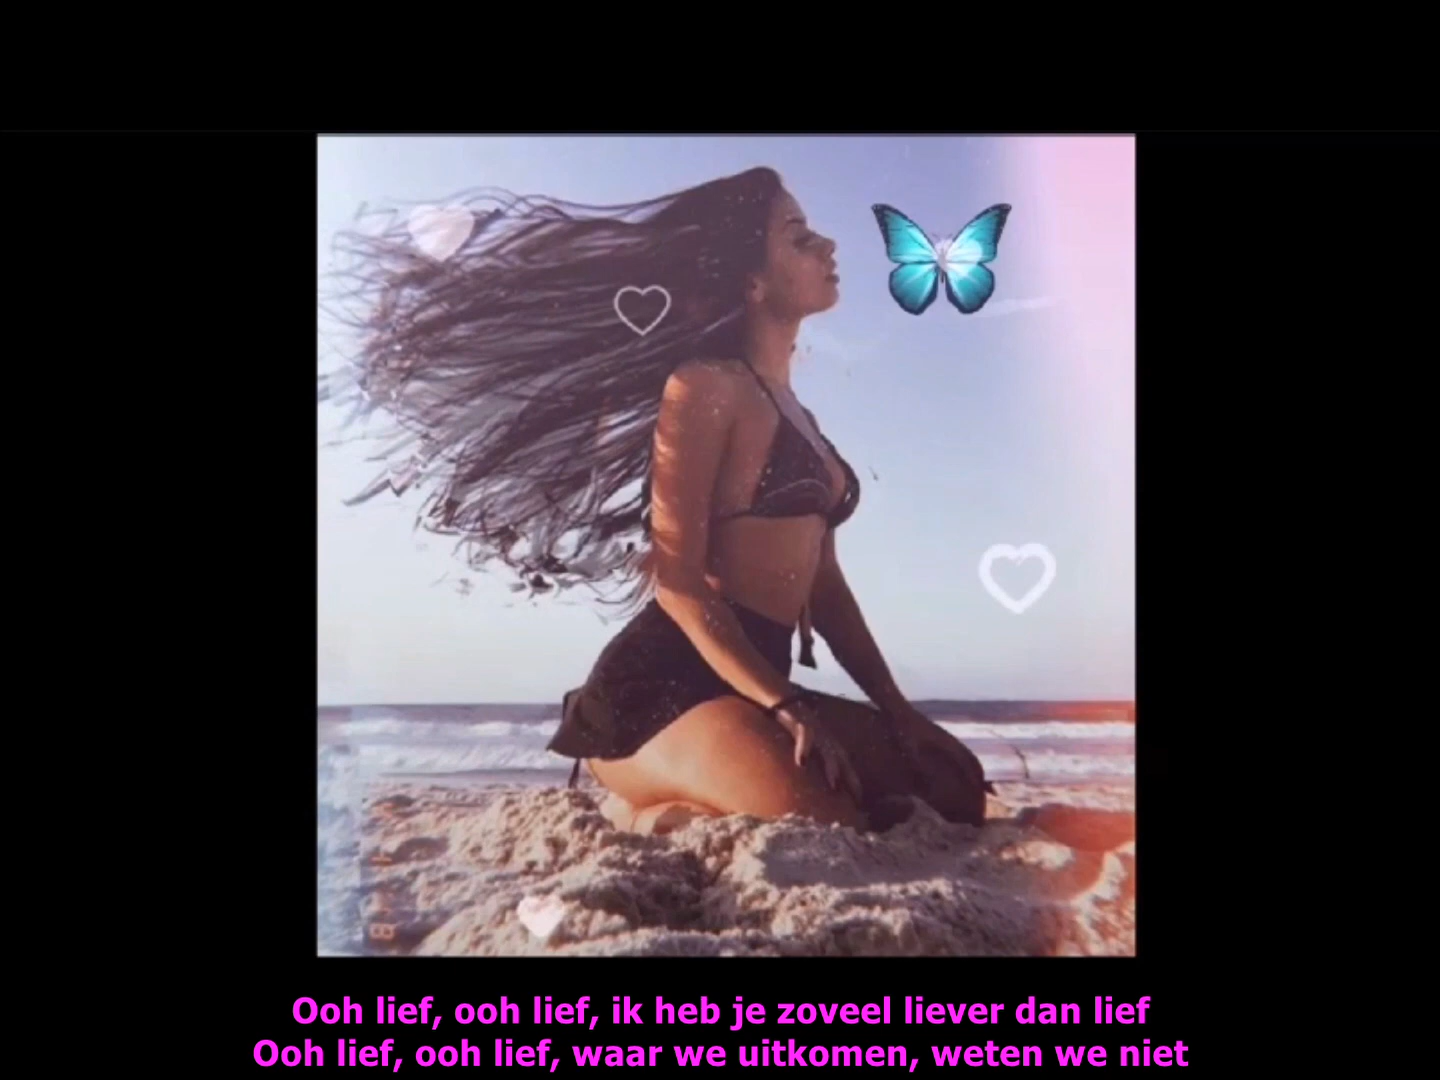 Ooh lief, ooh lief, ik heb je zoveel liever dan lief
Ooh lief, ooh lief, waar we uitkomen, weten we niet